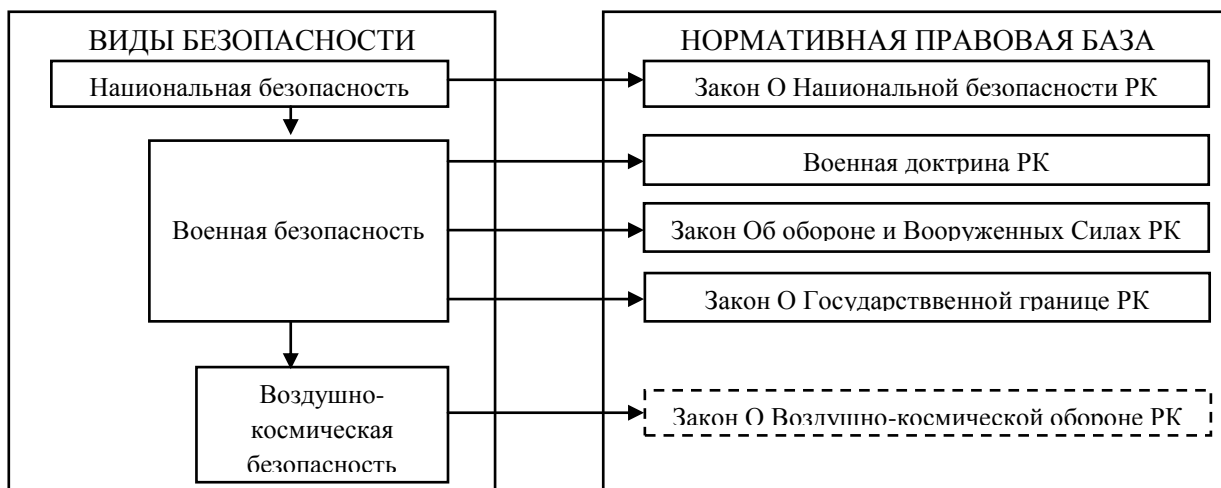 ВИДЫ БЕЗОПАСНОСТИ
Национальная безопасность
Военная безопасность
Воздушно-
космическая
безопасность
НОРМАТИВНАЯ ПРАВОВАЯ БАЗА
Закон О Национальной безопасности РК
Военная доктрина РК
Закон Об обороне и Вооруженных Силах РК
Закон О Государстввенной границе РК
Закон О Воздушно-космической обороне РК